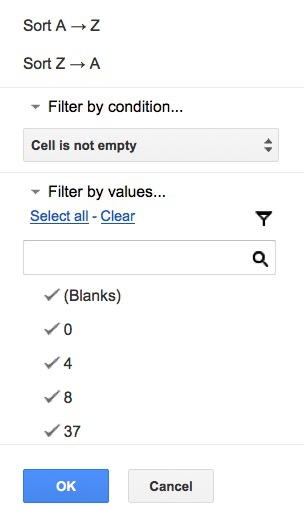 Sort A → Z
Sort Z → A
Filter by condition...
Cell is not empty
Filter by values...
Select all - Clear
(Blanks)
0
4
8
37
OK Cancel